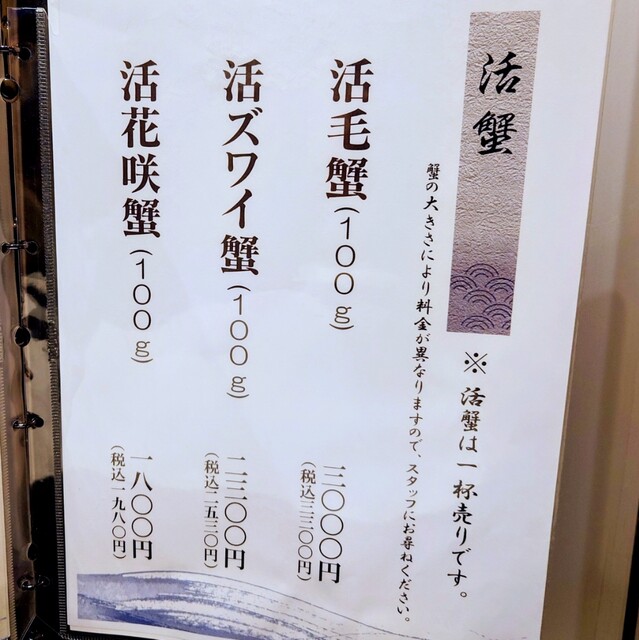 活蟹
※活蟹は一杯売りです。
蟹の大きさにより料金が異なりますので、スタッフにお尋ねください。
活毛蟹(100g)
三〇〇〇円
(税込三三〇〇円)
活ズワイ蟹(100g)
二三〇〇円
(税込二五三〇円)
活花咲蟹(100g)
一八〇〇円
(税込一九八〇円)